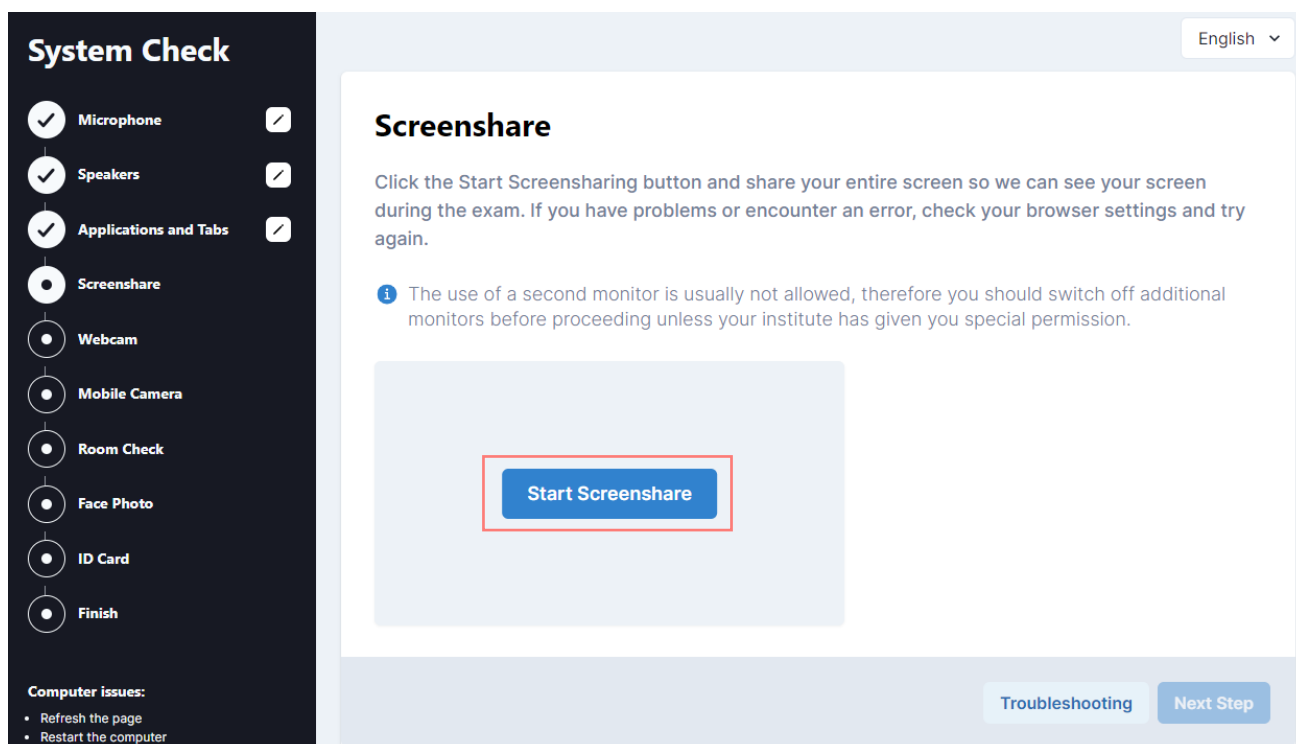 System Check
Microphone
Speakers
Applications and Tabs
Screenshare
Webcam
Mobile Camera
Room Check
Face Photo
ID Card
Finish
Computer issues:
• Refresh the page
• Restart the computer
English
Screenshare
Click the Start Screensharing button and share your entire screen so we can see your screen
during the exam. If you have problems or encounter an error, check your browser settings and try
again.
The use of a second monitor is usually not allowed, therefore you should switch off additional
monitors before proceeding unless your institute has given you special permission.
Start Screenshare
Troubleshooting
Next Step